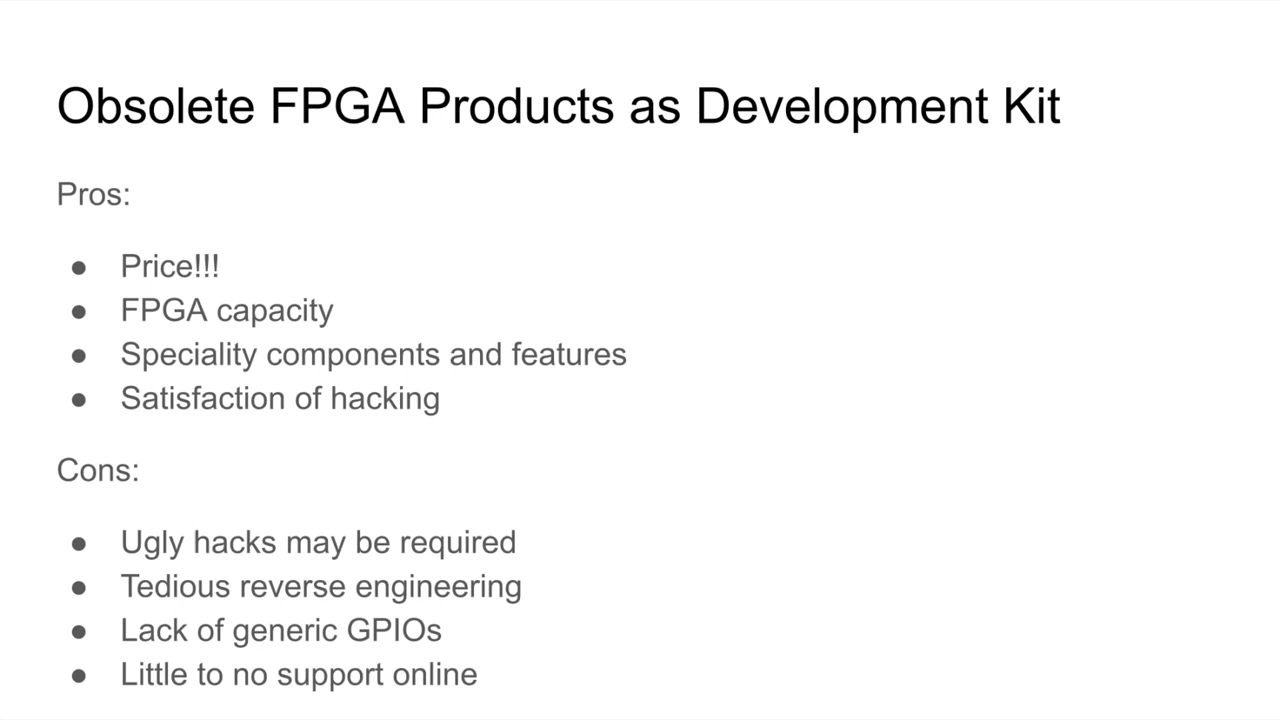 Obsolete FPGA Products as Development Kit
Pros:
● Price!!!
● FPGA capacity
● Speciality components and features
● Satisfaction of hacking
Cons:
● Ugly hacks may be required
● Tedious reverse engineering
● Lack of generic GPIOs
● Little to no support online